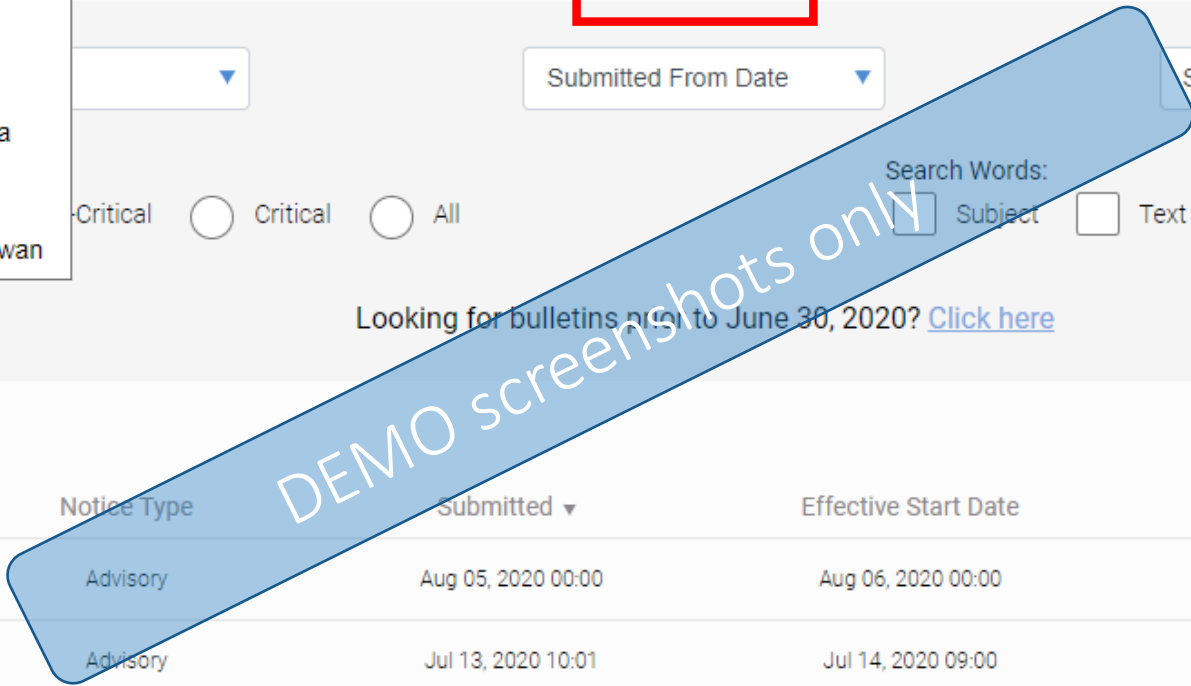 Submitted From Date
a
Search Words:
-Critical Critical All Subject Text
wan
Looking for bulletins prior to June 30, 2020? Click here
DEMO screenshots only
Notice Type Submitted ▼ Effective Start Date
Advisory Aug 05, 2020 00:00 Aug 06, 2020 00:00
Advisory Jul 13, 2020 10:01 Jul 14, 2020 09:00